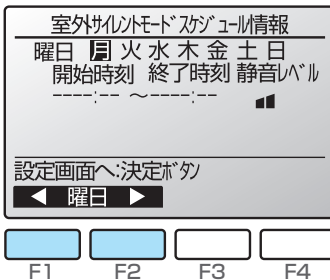 室外サイレントモードスケジュール情報
曜日 月 火 水 木 金 土 日
開始時刻 終了時刻 静音レベル
----:-- ～----:--
設定画面へ:決定ボタン
◀ 曜日 ▶
F1 F2 F3 F4